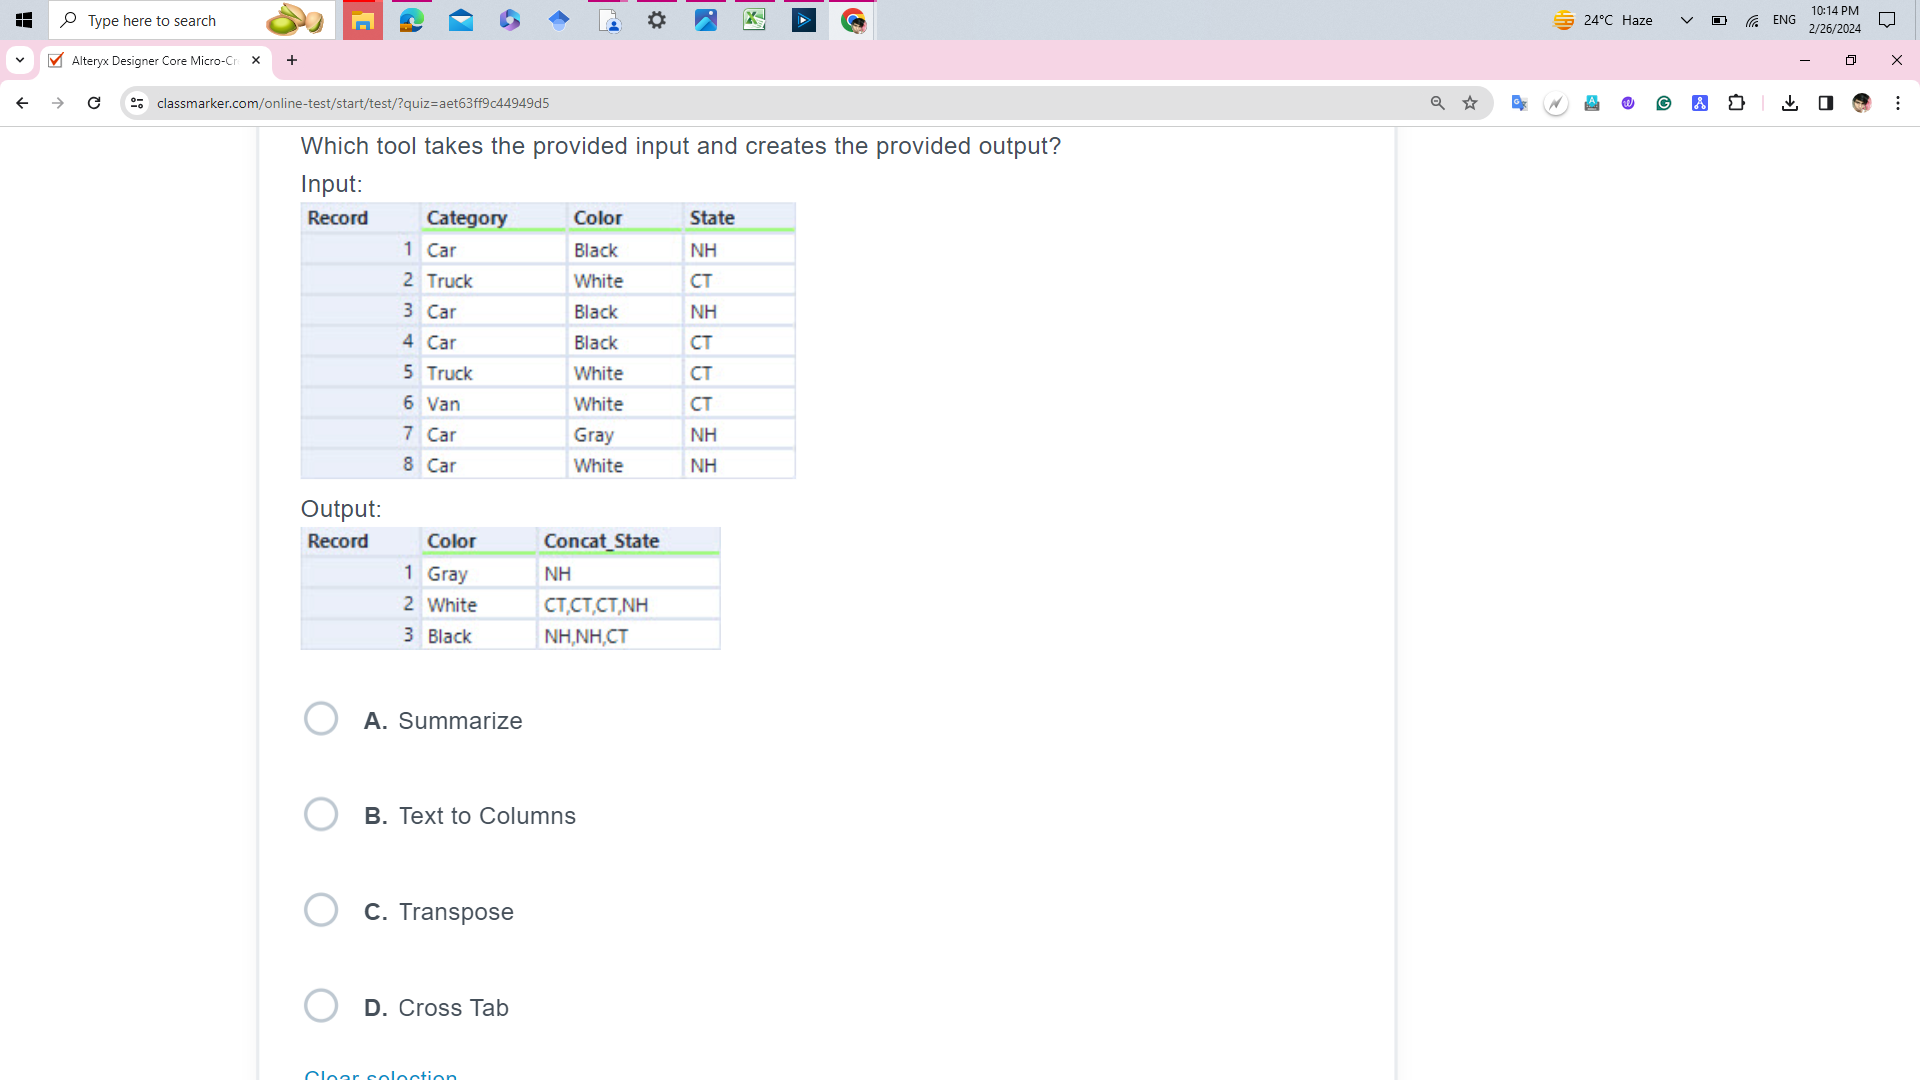 Type here to search
24°C Haze
ENG
10:14 PM
2/26/2024
Alteryx Designer Core Micro-Cr
classmarker.com/online-test/start/test/?quiz=aet63ff9c44949d5
Which tool takes the provided input and creates the provided output?
Input:
Record Category Color State
1 Car Black NH
2 Truck White CT
3 Car Black NH
4 Car Black CT
5 Truck White CT
6 Van White CT
7 Car Gray NH
8 Car White NH
Output:
Record Color Concat_State
1 Gray NH
2 White CT,CT,CT,NH
3 Black NH,NH,CT
A. Summarize
B. Text to Columns
C. Transpose
D. Cross Tab
Clear selection